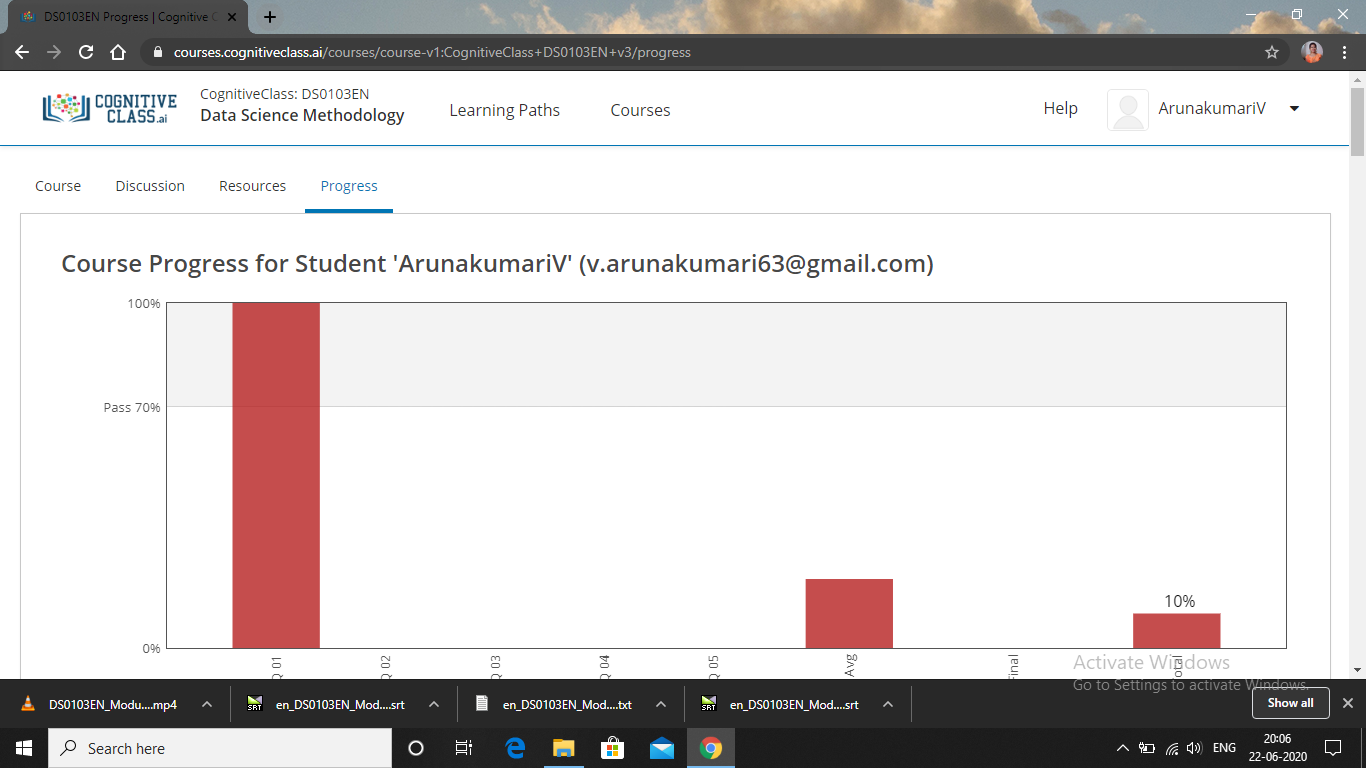 DS0103EN Progress | Cognitive C
courses.cognitiveclass.ai/courses/course-v1:CognitiveClass+DS0103EN+v3/progress
COGNITIVE
CLASS.ai
CognitiveClass: DS0103EN
Data Science Methodology
Learning Paths
Courses
Help
ArunakumariV
Course
Discussion
Resources
Progress
Course Progress for Student 'ArunakumariV' (v.arunakumari63@gmail.com)
100%
Pass 70%
0%
10%
Q 01
Q 02
Q 03
Q 04
Q 05
Avg
Final
Activate Windows
Go to Settings to activate Windows.
DS0103EN_Modu....mp4
SRT
en_DS0103EN_Mod....srt
en_DS0103EN_Mod....txt
SRT
en_DS0103EN_Mod....srt
Show all
Search here
ENG
20:06
22-06-2020